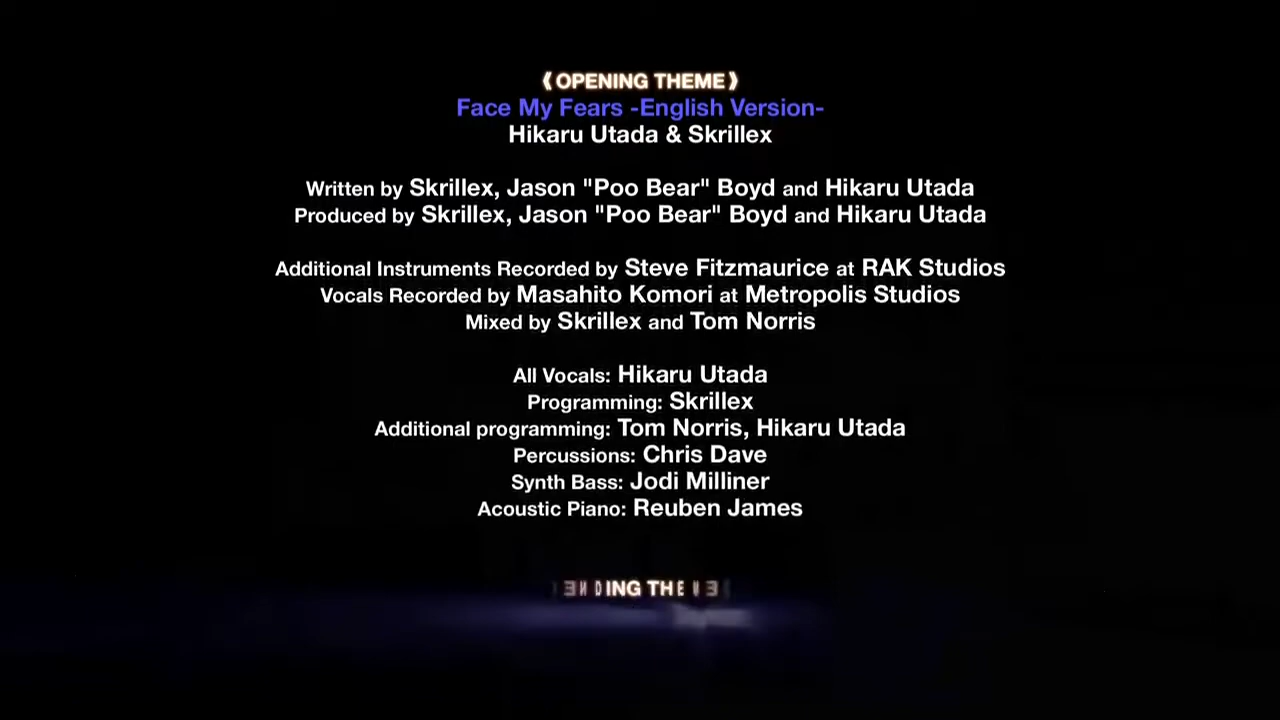 《OPENING THEME》
Face My Fears -English Version-
Hikaru Utada & Skrillex
Written by Skrillex, Jason "Poo Bear" Boyd and Hikaru Utada
Produced by Skrillex, Jason "Poo Bear" Boyd and Hikaru Utada
Additional Instruments Recorded by Steve Fitzmaurice at RAK Studios
Vocals Recorded by Masahito Komori at Metropolis Studios
Mixed by Skrillex and Tom Norris
All Vocals: Hikaru Utada
Programming: Skrillex
Additional programming: Tom Norris, Hikaru Utada
Percussions: Chris Dave
Synth Bass: Jodi Milliner
Acoustic Piano: Reuben James
ENDING THEME